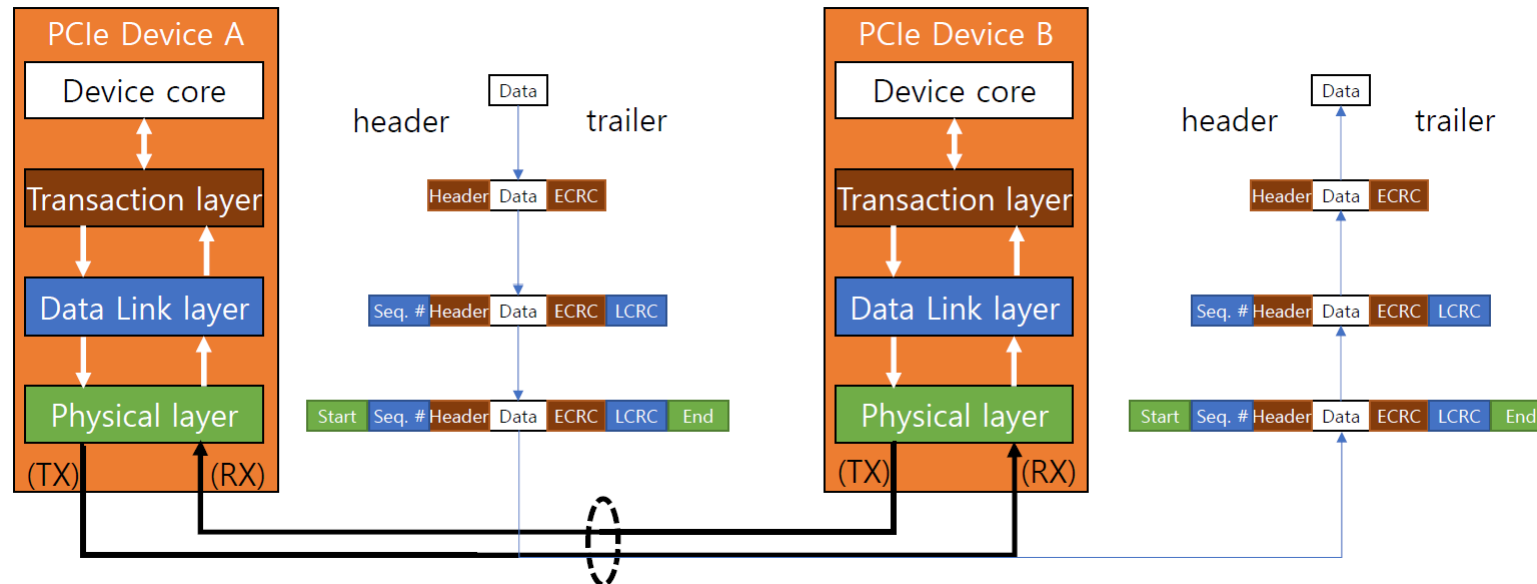 PCIe Device A
Device core
Transaction layer
Data Link layer
Physical layer
(TX) (RX)
header Data trailer
Header Data ECRC
Seq. # Header Data ECRC LCRC
Start Seq. # Header Data ECRC LCRC End
PCIe Device B
Device core
Transaction layer
Data Link layer
Physical layer
(TX) (RX)
header Data trailer
Header Data ECRC
Seq. # Header Data ECRC LCRC
Start Seq. # Header Data ECRC LCRC End